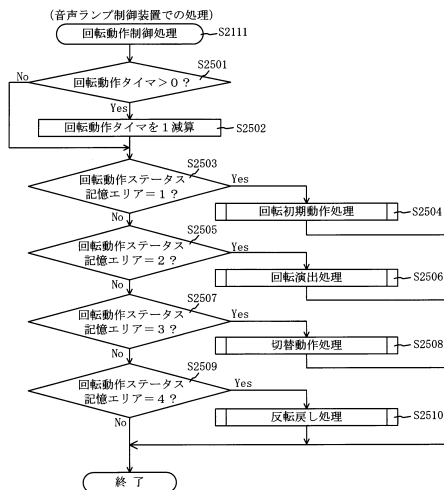 (音声ランプ制御装置での処理)
回転動作制御処理
S2111
S2501
回転動作タイマ>0?
No
Yes
回転動作タイマを1減算
S2502
S2503
回転動作ステータス
記憶エリア=1?
Yes
No
回転初期動作処理
S2504
S2505
回転動作ステータス
記憶エリア=2?
Yes
No
回転演出処理
S2506
S2507
回転動作ステータス
記憶エリア=3?
Yes
No
切替動作処理
S2508
S2509
回転動作ステータス
記憶エリア=4?
Yes
No
反転戻し処理
S2510
終了